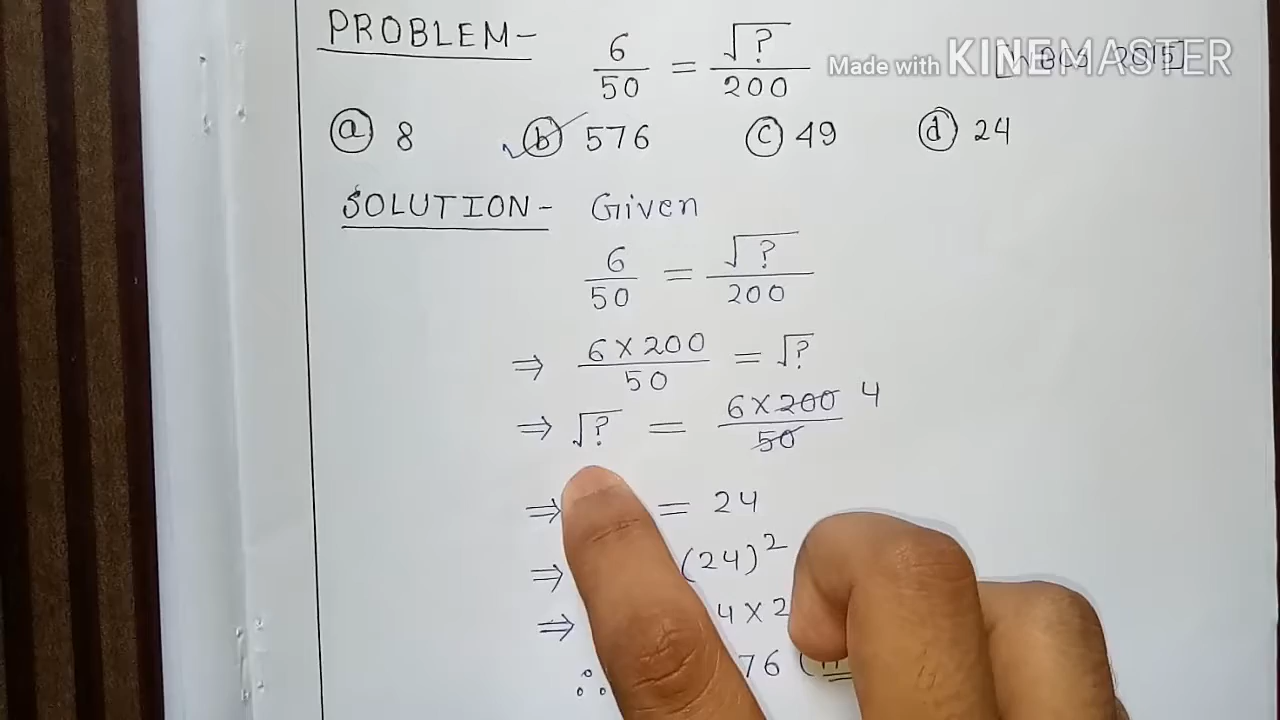 PROBLEM- 6/50 = √?/200
Made with KINEMASTER
(a) 8 (b) 576 (c) 49 (d) 24
SOLUTION- Given
6/50 = √?/200
⇒ 6×200/50 = √?
⇒ √? = 6×200/50 4
⇒ = 24
⇒ (24)²
⇒ 4×2
∴ 76